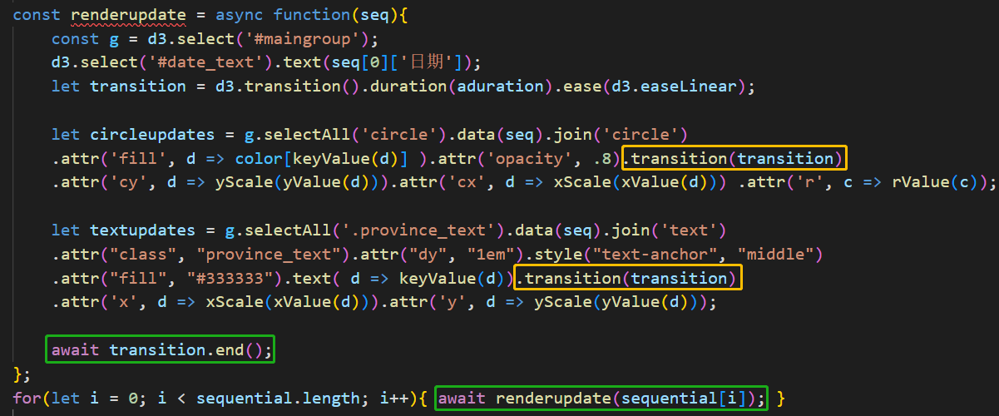 const renderupdate = async function(seq){
const g = d3.select('#maingroup');
d3.select('#date_text').text(seq[0]['日期']);
let transition = d3.transition().duration(aduration).ease(d3.easeLinear);
let circleupdates = g.selectAll('circle').data(seq).join('circle')
.attr('fill', d => color[keyValue(d)] ).attr('opacity', .8).transition(transition)
.attr('cy', d => yScale(yValue(d))).attr('cx', d => xScale(xValue(d))) .attr('r', c => rValue(c));
let textupdates = g.selectAll('.province_text').data(seq).join('text')
.attr("class", "province_text").attr("dy", "1em").style("text-anchor", "middle")
.attr("fill", "#333333").text( d => keyValue(d)).transition(transition)
.attr('x', d => xScale(xValue(d))).attr('y', d => yScale(yValue(d)));
await transition.end();
};
for(let i = 0; i < sequential.length; i++){ await renderupdate(sequential[i]); }